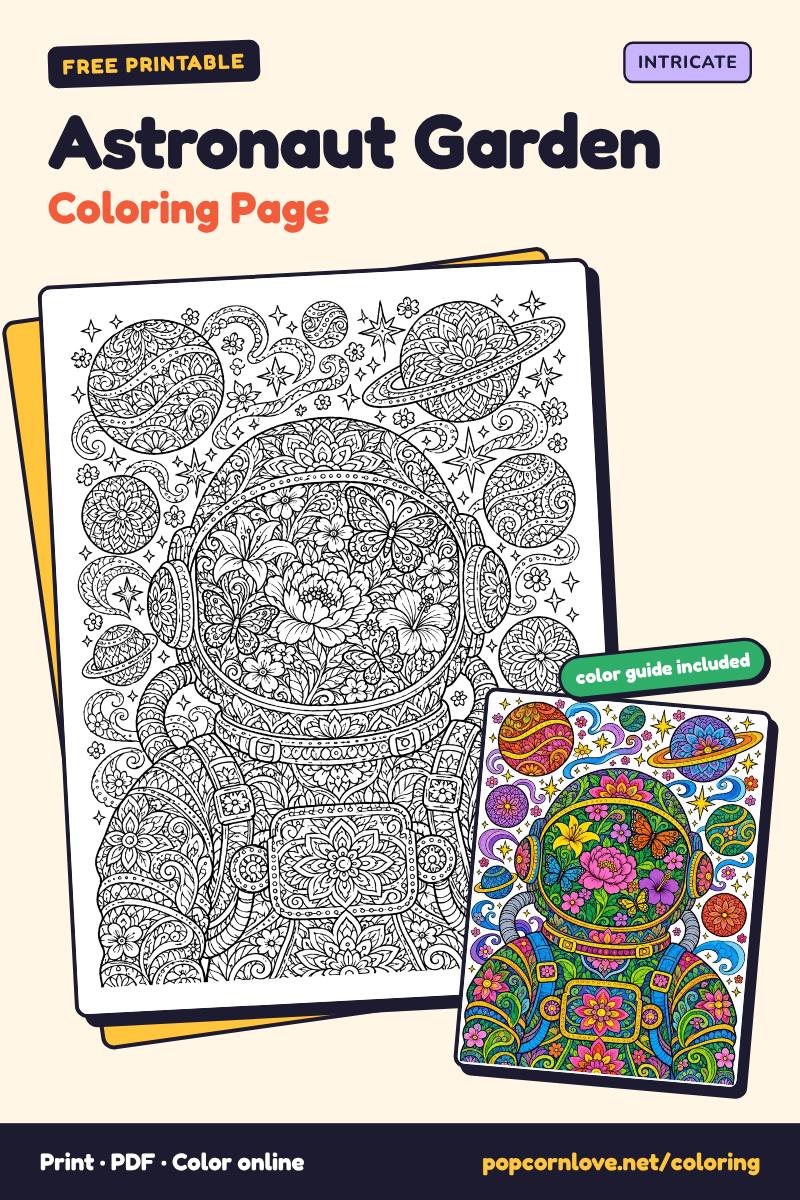 FREE PRINTABLE
INTRICATE
Astronaut Garden
Coloring Page
color guide included
Print · PDF · Color online
popcornlove.net/coloring